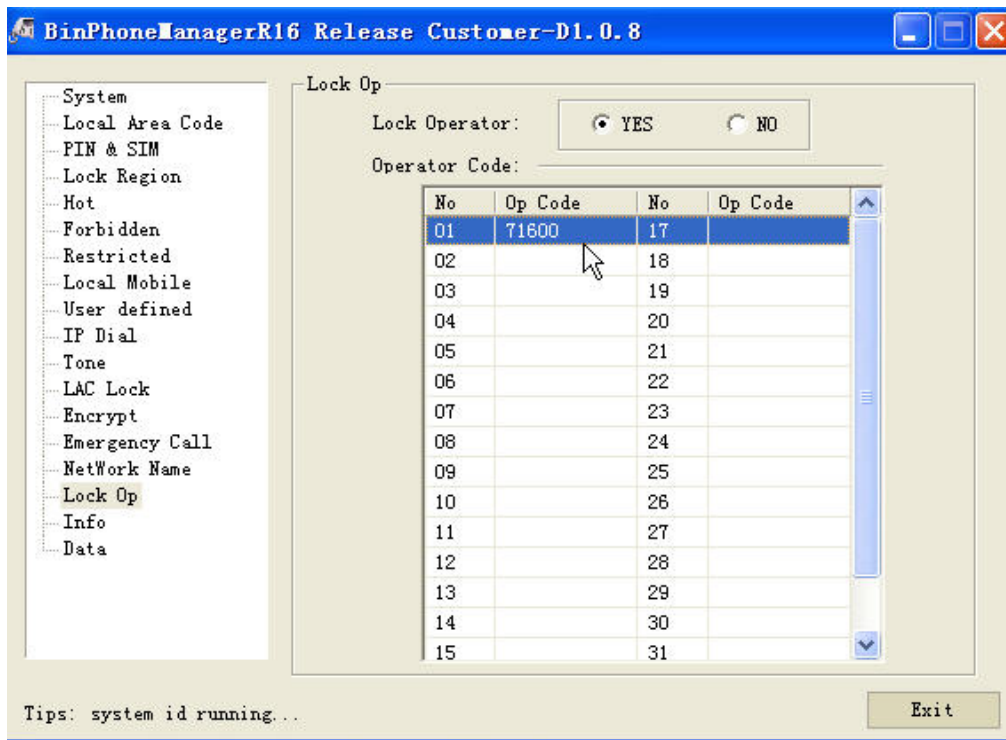 BinPhoneManagerR16 Release Customer-D1.0.8
System
Local Area Code
PIN & SIM
Lock Region
Hot
Forbidden
Restricted
Local Mobile
User defined
IP Dial
Tone
LAC Lock
Encrypt
Emergency Call
NetWork Name
Lock Op
Info
Data
Lock Op
Lock Operator: YES NO
Operator Code:
No Op Code No Op Code
01 71600 17
02 18
03 19
04 20
05 21
06 22
07 23
08 24
09 25
10 26
11 27
12 28
13 29
14 30
15 31
Tips: system id running...
Exit